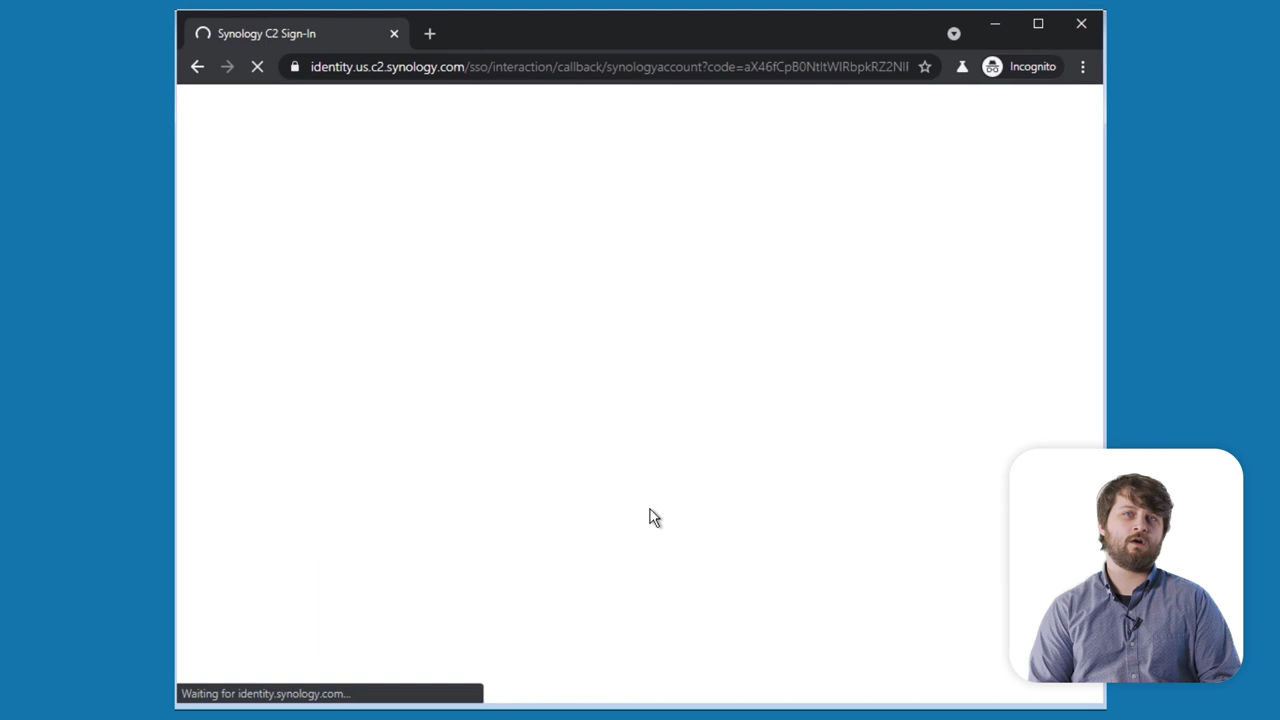 Synology C2 Sign-In
identity.us.c2.synology.com/sso/interaction/callback/synologyaccount?code=
Incognito
Waiting for identity.synology.com...